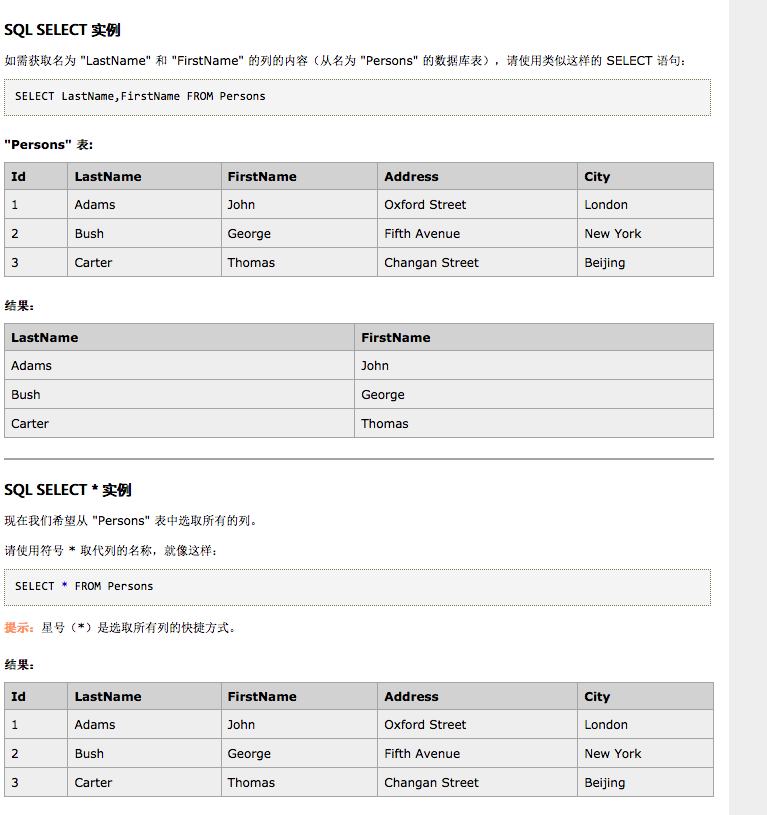 SQL SELECT 实例
如需获取名为 "LastName" 和 "FirstName" 的列的内容（从名为 "Persons" 的数据库表），请使用类似这样的 SELECT 语句：
SELECT LastName,FirstName FROM Persons
"Persons" 表:
Id LastName FirstName Address City
1 Adams John Oxford Street London
2 Bush George Fifth Avenue New York
3 Carter Thomas Changan Street Beijing
结果：
LastName FirstName
Adams John
Bush George
Carter Thomas
SQL SELECT * 实例
现在我们希望从 "Persons" 表中选取所有的列。
请使用符号 * 取代列的名称，就像这样：
SELECT * FROM Persons
提示：星号（*）是选取所有列的快捷方式。
结果：
Id LastName FirstName Address City
1 Adams John Oxford Street London
2 Bush George Fifth Avenue New York
3 Carter Thomas Changan Street Beijing